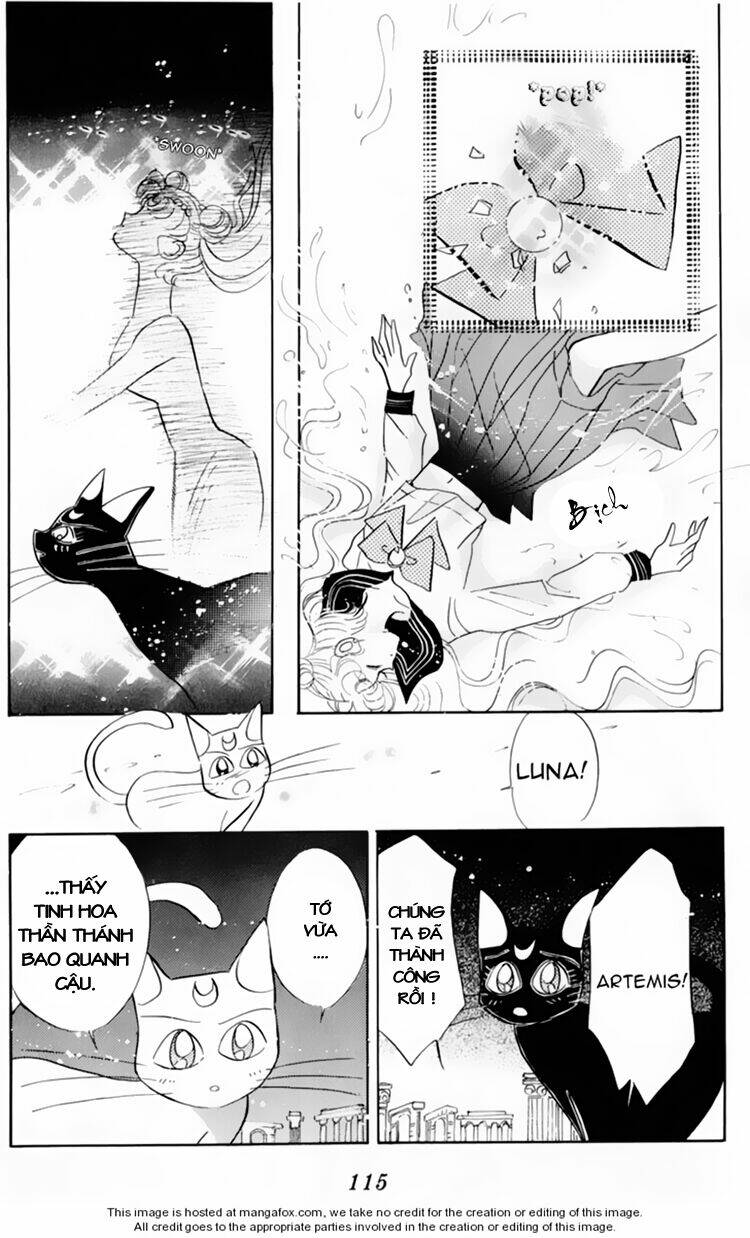 *pop!*
*SWOON*
Bịch
LUNA!
ARTEMIS!
CHÚNG
TA ĐÃ
THÀNH
CÔNG
RỒI !
TỚ
VỪA
....
...THẤY
TINH HOA
THẦN THÁNH
BAO QUANH
CẬU.
115
This image is hosted at mangafox.com, we take no credit for the creation or editing of this image.
All credit goes to the appropriate parties involved in the creation or editing of this image.